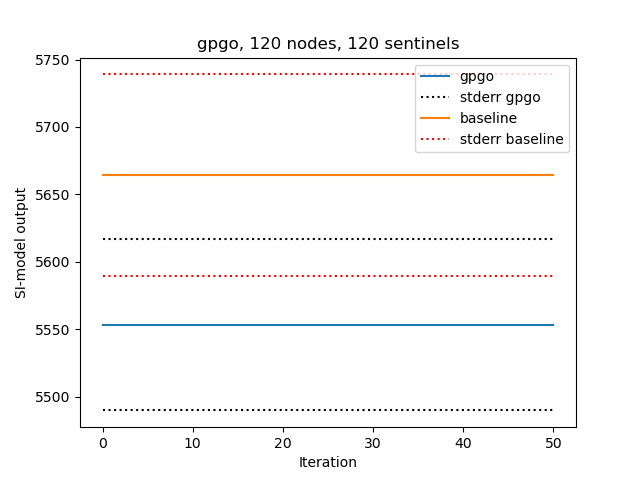 gpgo, 120 nodes, 120 sentinels
gpgo
stderr gpgo
baseline
stderr baseline
5750
5700
5650
5600
5550
5500
SI-model output
0 10 20 30 40 50
Iteration